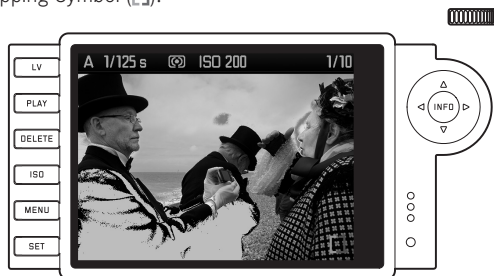 pping Symbol ( ).
A 1/125 s ISO 200 1/10
LV
PLAY
DELETE
ISO
MENU
SET
INFO